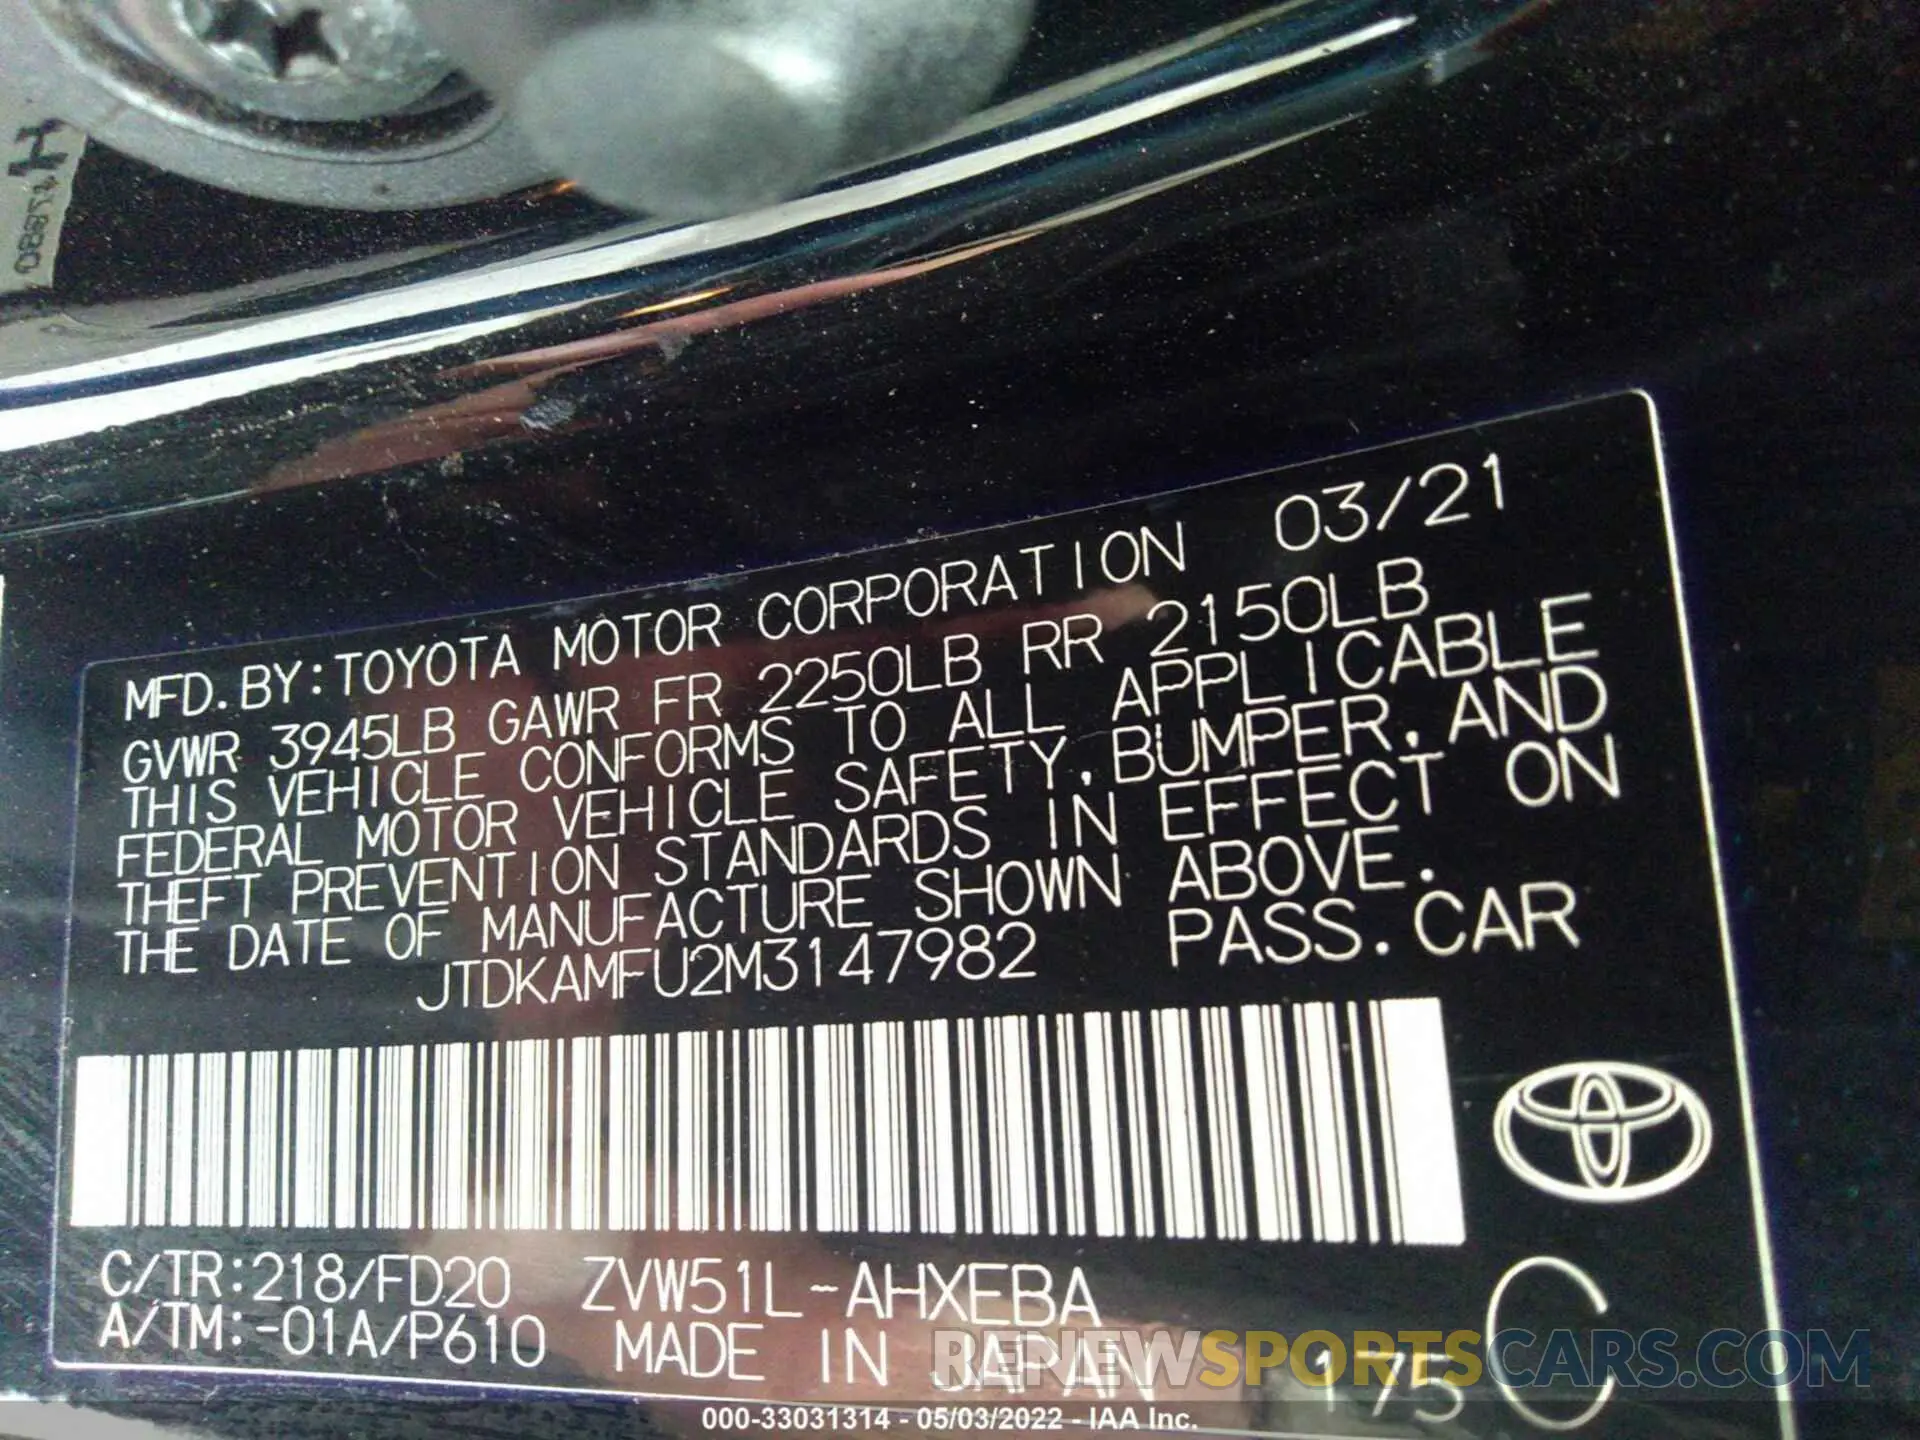 H
MFD.BY:TOYOTA MOTOR CORPORATION 03/21
GVWR 3945LB GAWR FR 2250LB RR 2150LB
THIS VEHICLE CONFORMS TO ALL APPLICABLE
FEDERAL MOTOR VEHICLE SAFETY, BUMPER, AND
THEFT PREVENTION STANDARDS IN EFFECT ON
THE DATE OF MANUFACTURE SHOWN ABOVE.
JTDKAMFU2M3147982 PASS.CAR
C/TR:218/FD20 ZVW51L-AHXEBA
A/TM:-01A/P610 MADE IN JAPAN 175 C
RENEWSPORTSCARS.COM
000-33031314 - 05/03/2022 - IAA Inc.